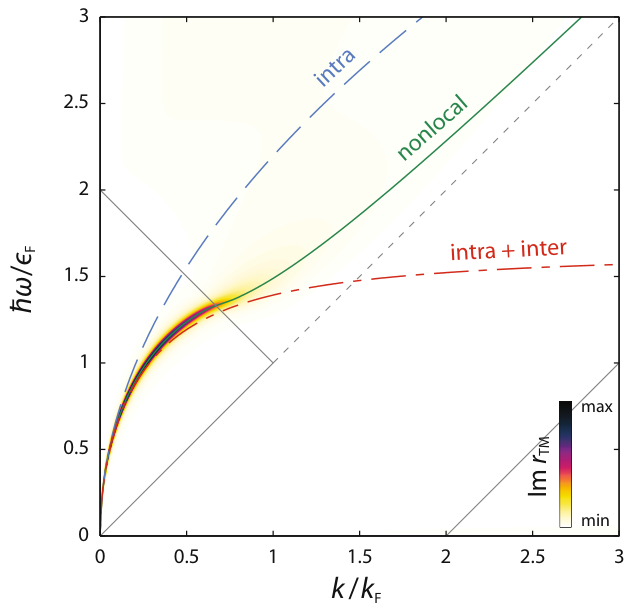 3
2.5
2
1.5
1
0.5
0
0
0.5
1
1.5
2
2.5
3
ħω/ϵF
k/kF
intra
nonlocal
intra + inter
max
Im rTM
min